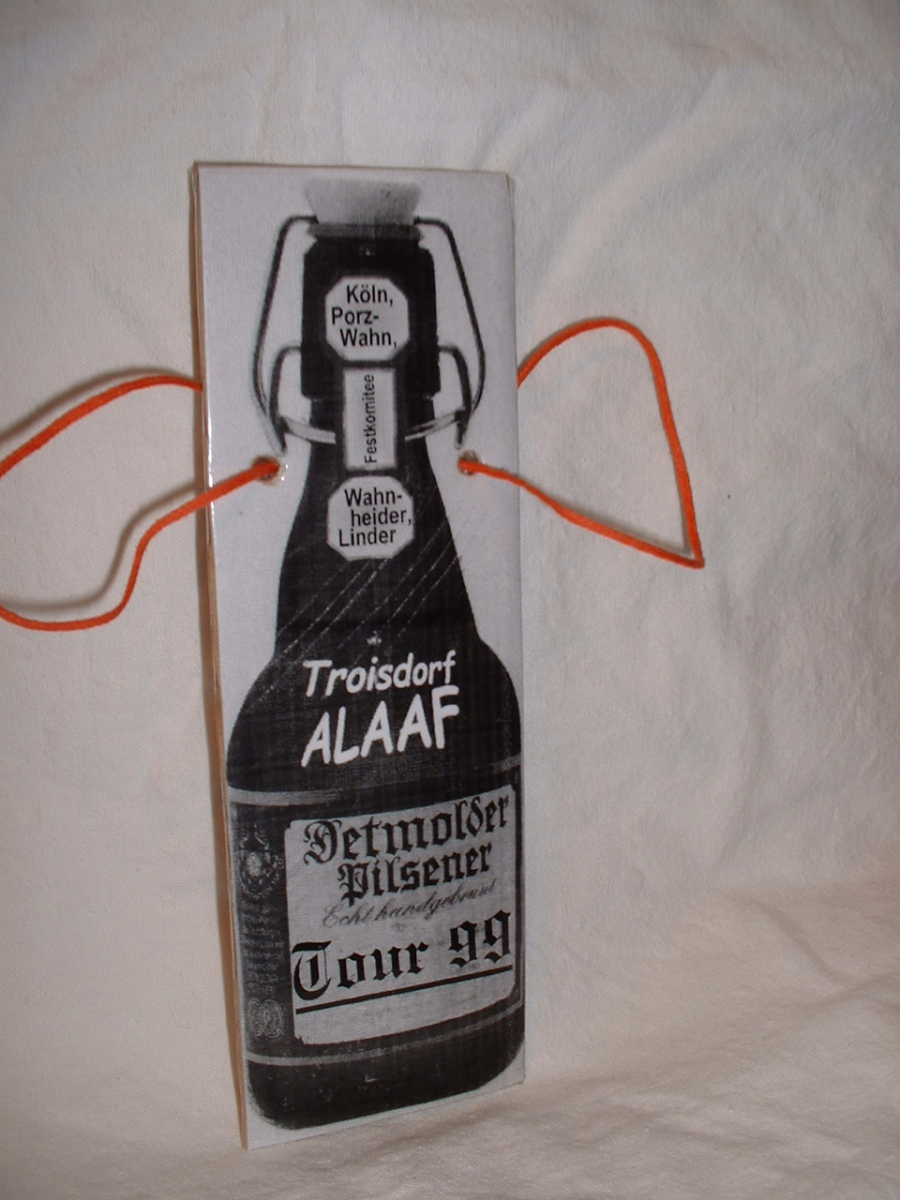 Köln,
Porz-
Wahn,
Festkomitee
Wahn-
heider,
Linder
Troisdorf
ALAAF
Detmolder
Pilsener
Echt handgebraut
Tour 99